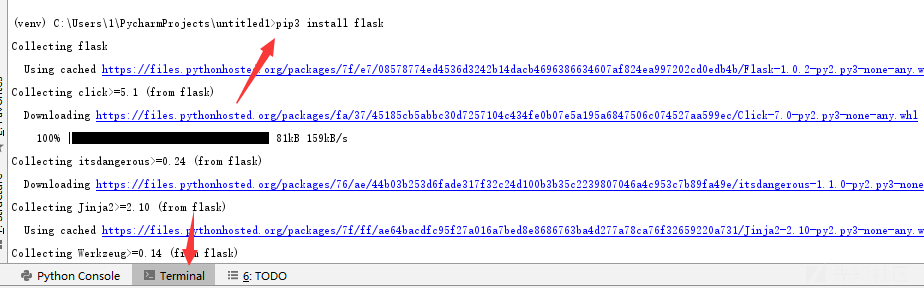 (venv) C:\Users\1\PycharmProjects\untitled1>pip3 install flask
Collecting flask
Using cached https://files.pythonhosted.org/packages/7f/e7/08578774ed4536d3242b14dacb4696386634607af824ea997202cd0edb4b/Flask-1.0.2-py2.py3-none-any.w
Collecting click>=5.1 (from flask)
Downloading https://files.pythonhosted.org/packages/fa/37/45185cb5abbc30d7257104c434fe0b07e5a195a6847506c074527aa599ec/Click-7.0-py2.py3-none-any.whl
100% | 81kB 159kB/s
Collecting itsdangerous>=0.24 (from flask)
Downloading https://files.pythonhosted.org/packages/76/ae/44b03b253d6fade317f32c24d100b3b35c2239807046a4c953c7b89fa49e/itsdangerous-1.1.0-py2.py3-none
Collecting Jinja2>=2.10 (from flask)
Using cached https://files.pythonhosted.org/packages/7f/ff/ae64bacdfc95f27a016a7bed8e8686763ba4d277a78ca76f32659220a731/Jinja2-2.10-py2.py3-none-any.w
Collecting Werkzeug>=0.14 (from flask)
Python Console
Terminal
6: TODO